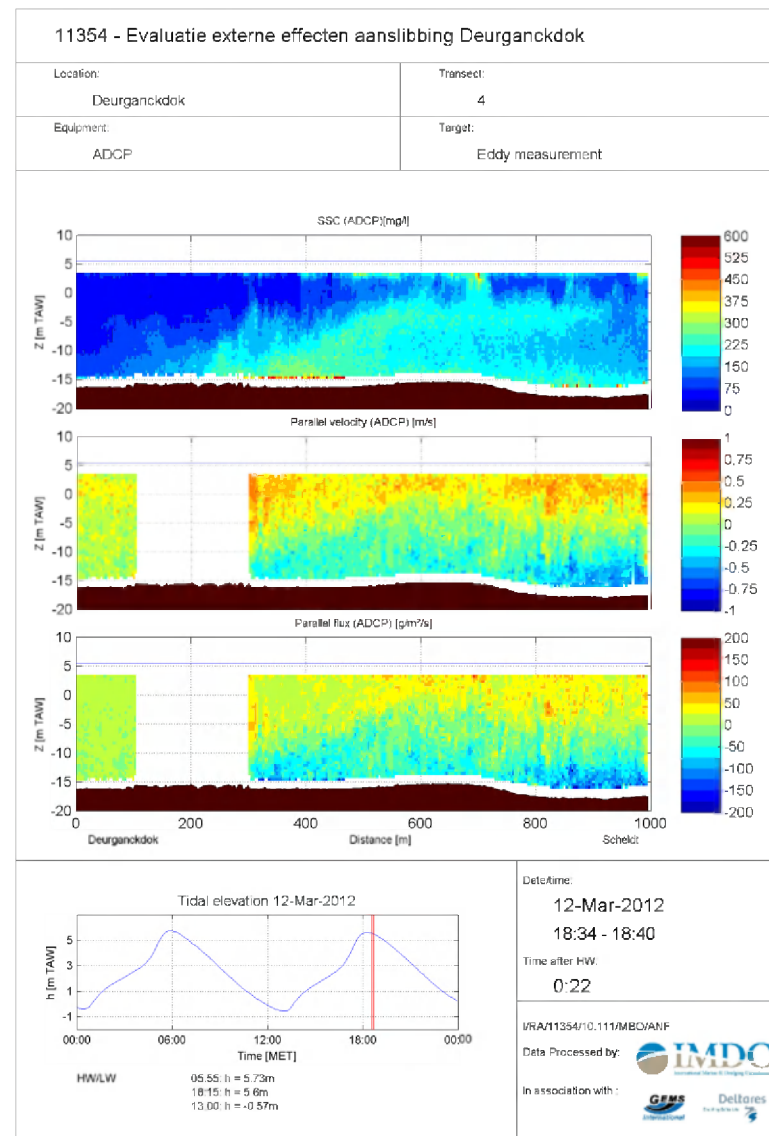 11354 - Evaluatie externe effecten aanslibbing Deurganckdok
Location:
Deurganckdok
Transect:
4
Equipment:
ADCP
Target:
Eddy measurement
SSC (ADCP)[mg/l]
Z [m TAW]
10
5
0
-5
-10
-15
-20
600
525
450
375
300
225
150
75
0
Parallel velocity (ADCP) [m/s]
Z [m TAW]
10
5
0
-5
-10
-15
-20
1
0.75
0.5
0.25
0
-0.25
-0.5
-0.75
-1
Parallel flux (ADCP) [g/m²/s]
Z [m TAW]
10
5
0
-5
-10
-15
-20
200
150
100
50
0
-50
-100
-150
-200
0 200 400 600 800 1000
Deurganckdok Distance [m] Scheldt
Tidal elevation 12-Mar-2012
h [m TAW]
5
3
1
-1
00:00 06:00 12:00 18:00 00:00
Time [MET]
HW/LW
05:55: h = 5.73m
18:15: h = 5.6m
13:00: h = -0.57m
Date/time:
12-Mar-2012
18:34 - 18:40
Time after HW:
0:22
I/RA/11354/10.111/MBO/ANF
Data Processed by:
IMDC
In association with :
GEMS
International
Deltares